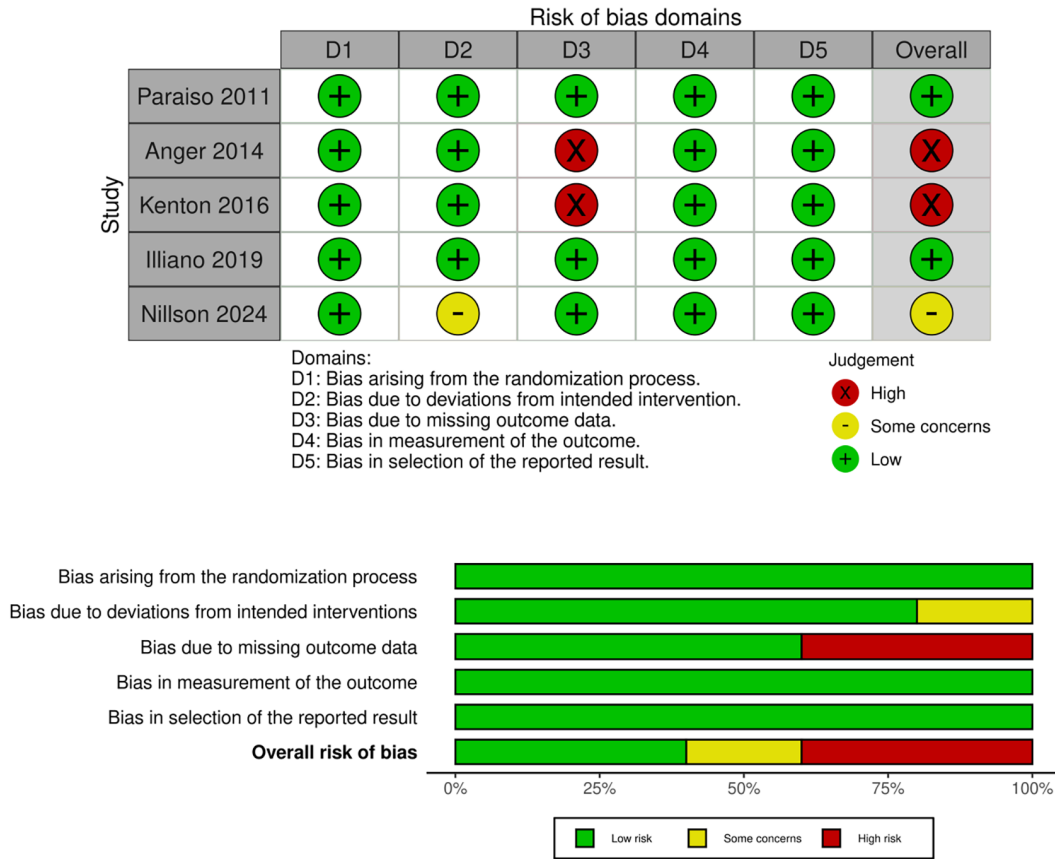 Risk of bias domains
D1 D2 D3 D4 D5 Overall
Study
Paraiso 2011 + + + + + +
Anger 2014 + + X + + X
Kenton 2016 + + X + + X
Illiano 2019 + + + + + +
Nillson 2024 + - + + + -
Domains:
D1: Bias arising from the randomization process.
D2: Bias due to deviations from intended intervention.
D3: Bias due to missing outcome data.
D4: Bias in measurement of the outcome.
D5: Bias in selection of the reported result.
Judgement
X High
- Some concerns
+ Low
Bias arising from the randomization process
Bias due to deviations from intended interventions
Bias due to missing outcome data
Bias in measurement of the outcome
Bias in selection of the reported result
Overall risk of bias
0% 25% 50% 75% 100%
Low risk Some concerns High risk